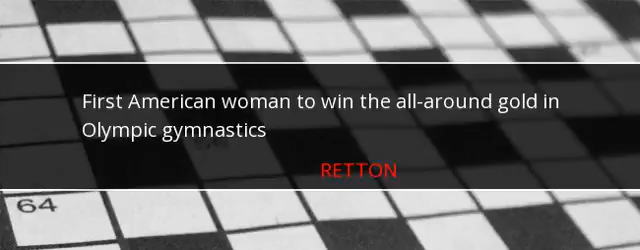 First American woman to win the all-around gold in
Olympic gymnastics
RETTON
64